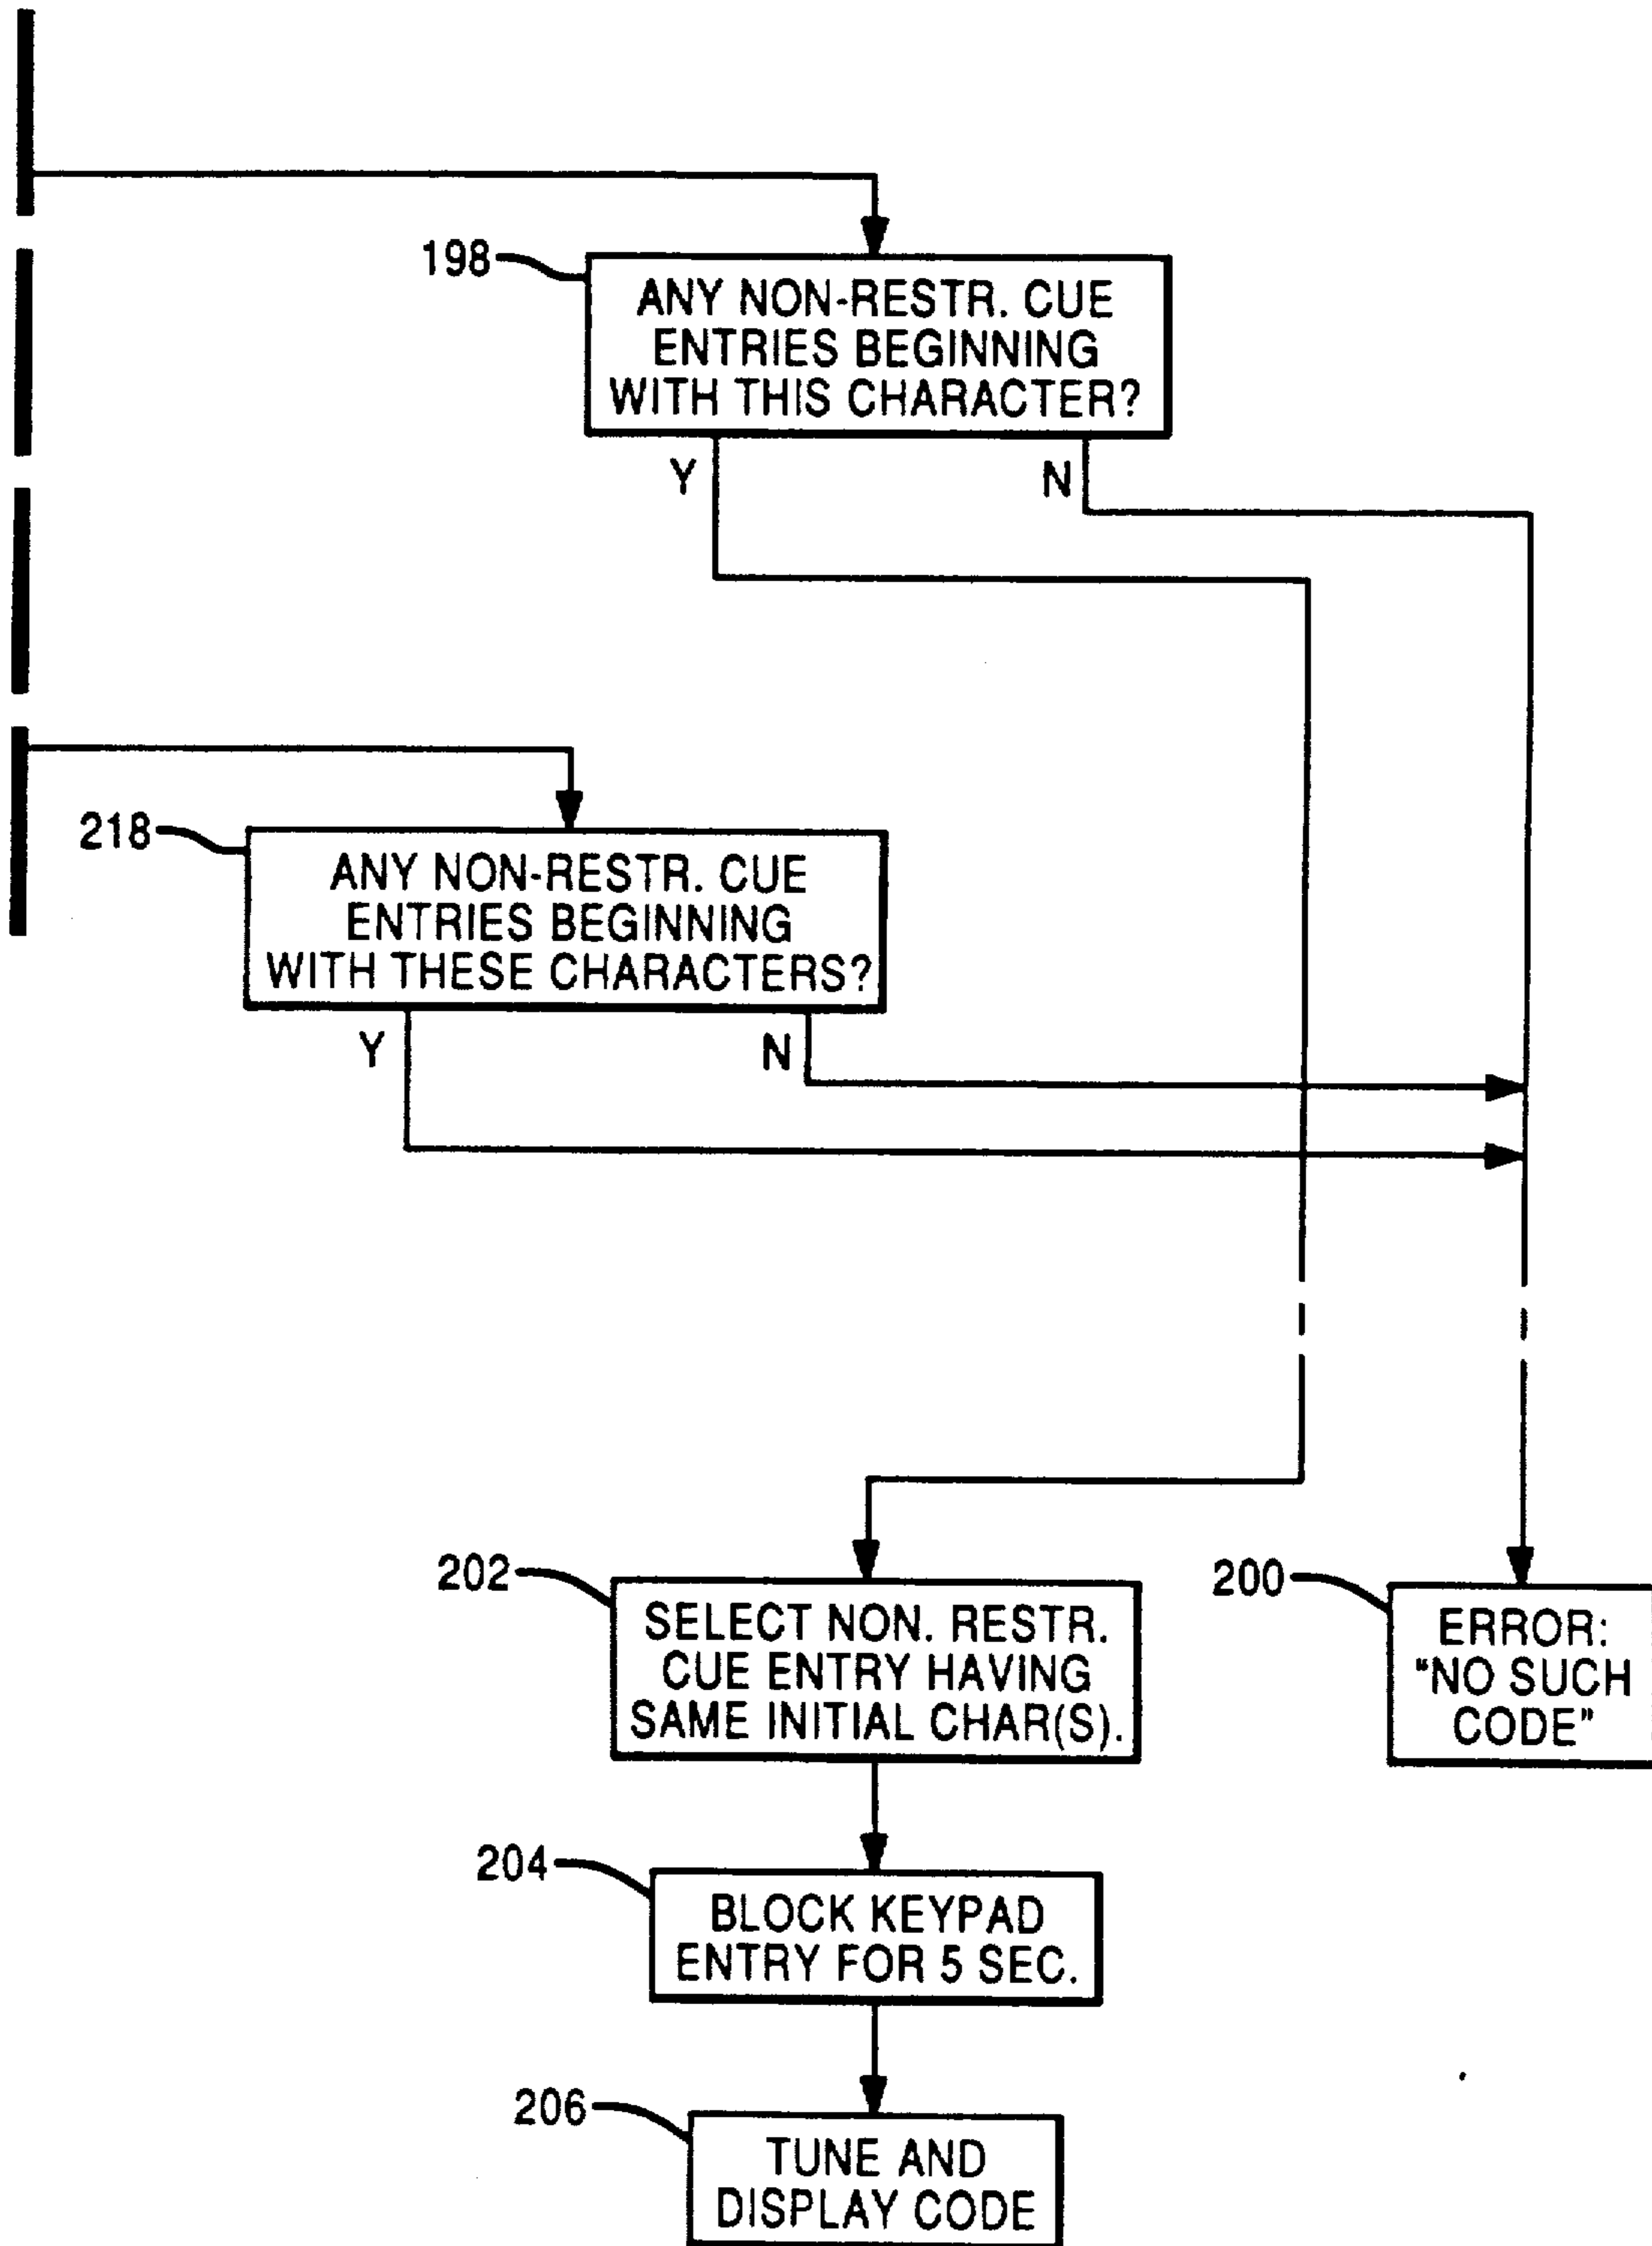 198
ANY NON-RESTR. CUE
ENTRIES BEGINNING
WITH THIS CHARACTER?
Y
N
218
ANY NON-RESTR. CUE
ENTRIES BEGINNING
WITH THESE CHARACTERS?
Y
N
202
SELECT NON. RESTR.
CUE ENTRY HAVING
SAME INITIAL CHAR(S).
200
ERROR:
"NO SUCH
CODE"
204
BLOCK KEYPAD
ENTRY FOR 5 SEC.
206
TUNE AND
DISPLAY CODE